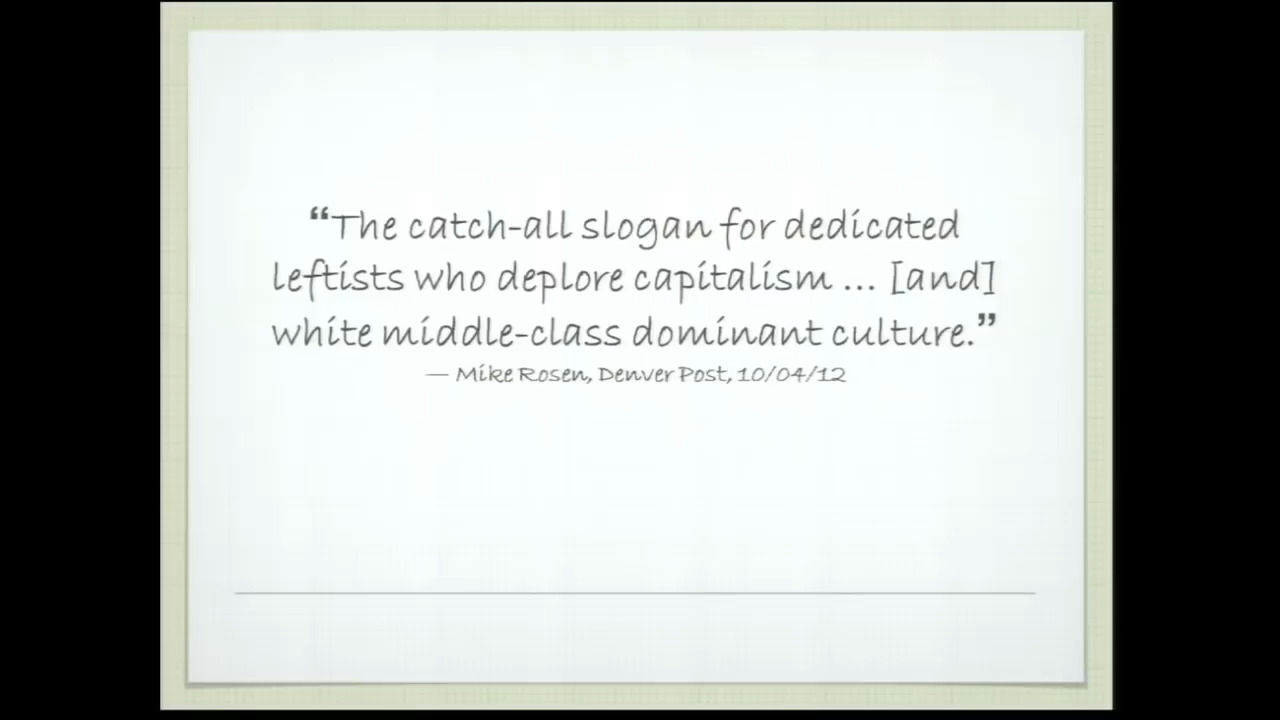 “The catch-all slogan for dedicated
leftists who deplore capitalism ... [and]
white middle-class dominant culture.”
— Mike Rosen, Denver Post, 10/04/12